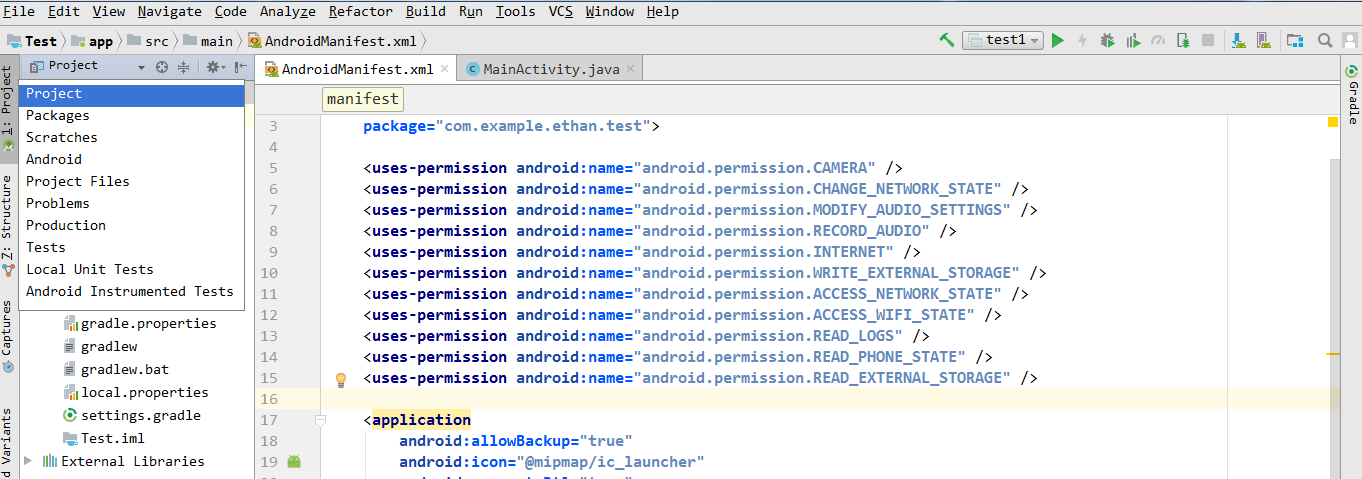 File Edit View Navigate Code Analyze Refactor Build Run Tools VCS Window Help
Test app src main AndroidManifest.xml test1
Project
AndroidManifest.xml MainActivity.java
1: Project
Z: Structure
Captures
d Variants
Gradle
Project
Packages
Scratches
Android
Project Files
Problems
Production
Tests
Local Unit Tests
Android Instrumented Tests
gradle.properties
gradlew
gradlew.bat
local.properties
settings.gradle
Test.iml
External Libraries
manifest
3 package="com.example.ethan.test">
4
5 <uses-permission android:name="android.permission.CAMERA" />
6 <uses-permission android:name="android.permission.CHANGE_NETWORK_STATE" />
7 <uses-permission android:name="android.permission.MODIFY_AUDIO_SETTINGS" />
8 <uses-permission android:name="android.permission.RECORD_AUDIO" />
9 <uses-permission android:name="android.permission.INTERNET" />
10 <uses-permission android:name="android.permission.WRITE_EXTERNAL_STORAGE" />
11 <uses-permission android:name="android.permission.ACCESS_NETWORK_STATE" />
12 <uses-permission android:name="android.permission.ACCESS_WIFI_STATE" />
13 <uses-permission android:name="android.permission.READ_LOGS" />
14 <uses-permission android:name="android.permission.READ_PHONE_STATE" />
15 <uses-permission android:name="android.permission.READ_EXTERNAL_STORAGE" />
16
17 <application
18 android:allowBackup="true"
19 android:icon="@mipmap/ic_launcher"